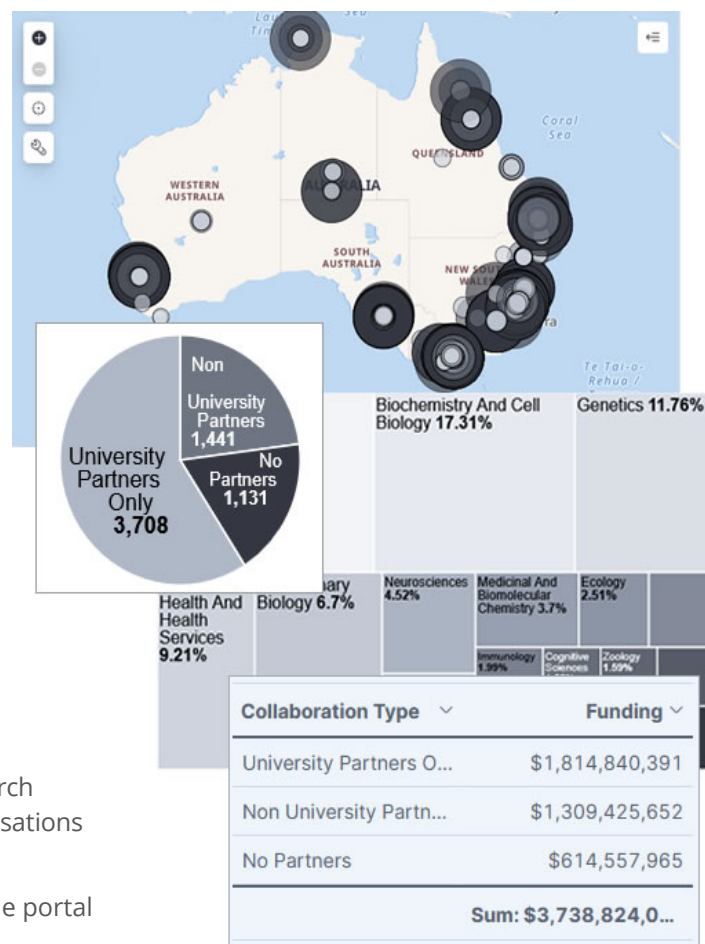 Sea
Coral
Sea
QUEENSLAND
WESTERN
AUSTRALIA
SOUTH
AUSTRALIA
Te Tai-o-
Rehua /
Non
University
Partners
1,441
University
Partners
Only
3,708
No
Partners
1,131
Biochemistry And Cell
Biology 17.31%
Genetics 11.76%
Health And
Health
Services
9.21%
Biology 6.7%
Neurosciences
4.52%
Medicinal And
Biomolecular
Chemistry 3.7%
Ecology
2.51%
Immunology
1.99%
Cognitive
Sciences
Zoology
1.59%
Collaboration Type
Funding
University Partners O...
$1,814,840,391
Non University Partn...
$1,309,425,652
No Partners
$614,557,965
Sum: $3,738,824,0...
rch
sations
e portal